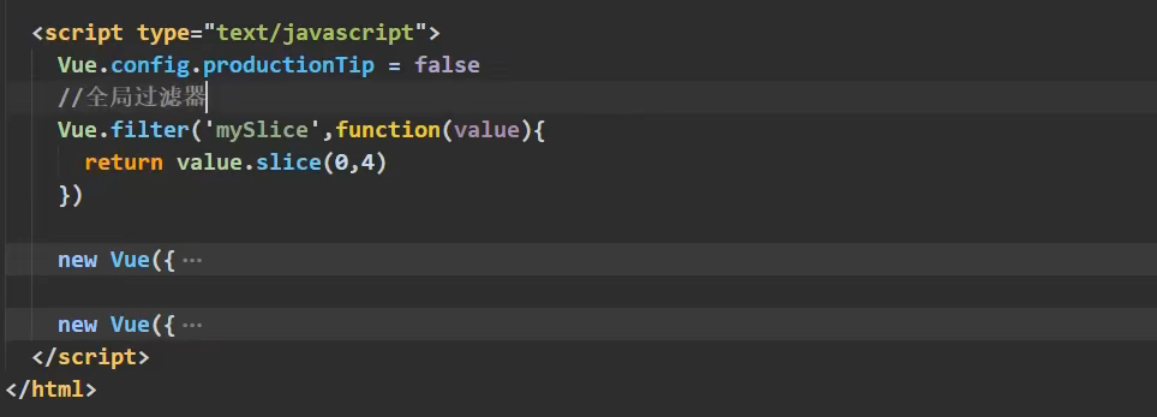 <script type="text/javascript">
Vue.config.productionTip = false
//全局过滤器
Vue.filter('mySlice',function(value){
return value.slice(0,4)
})
new Vue({ ···
new Vue({ ···
</script>
</html>